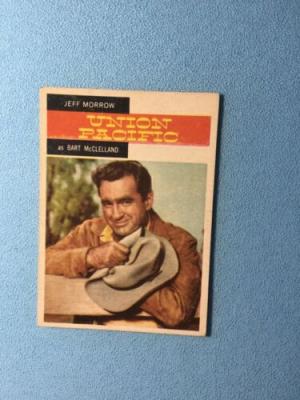 JEFF MORROW
UNION
PACIFIC
as BART McCLELLAND